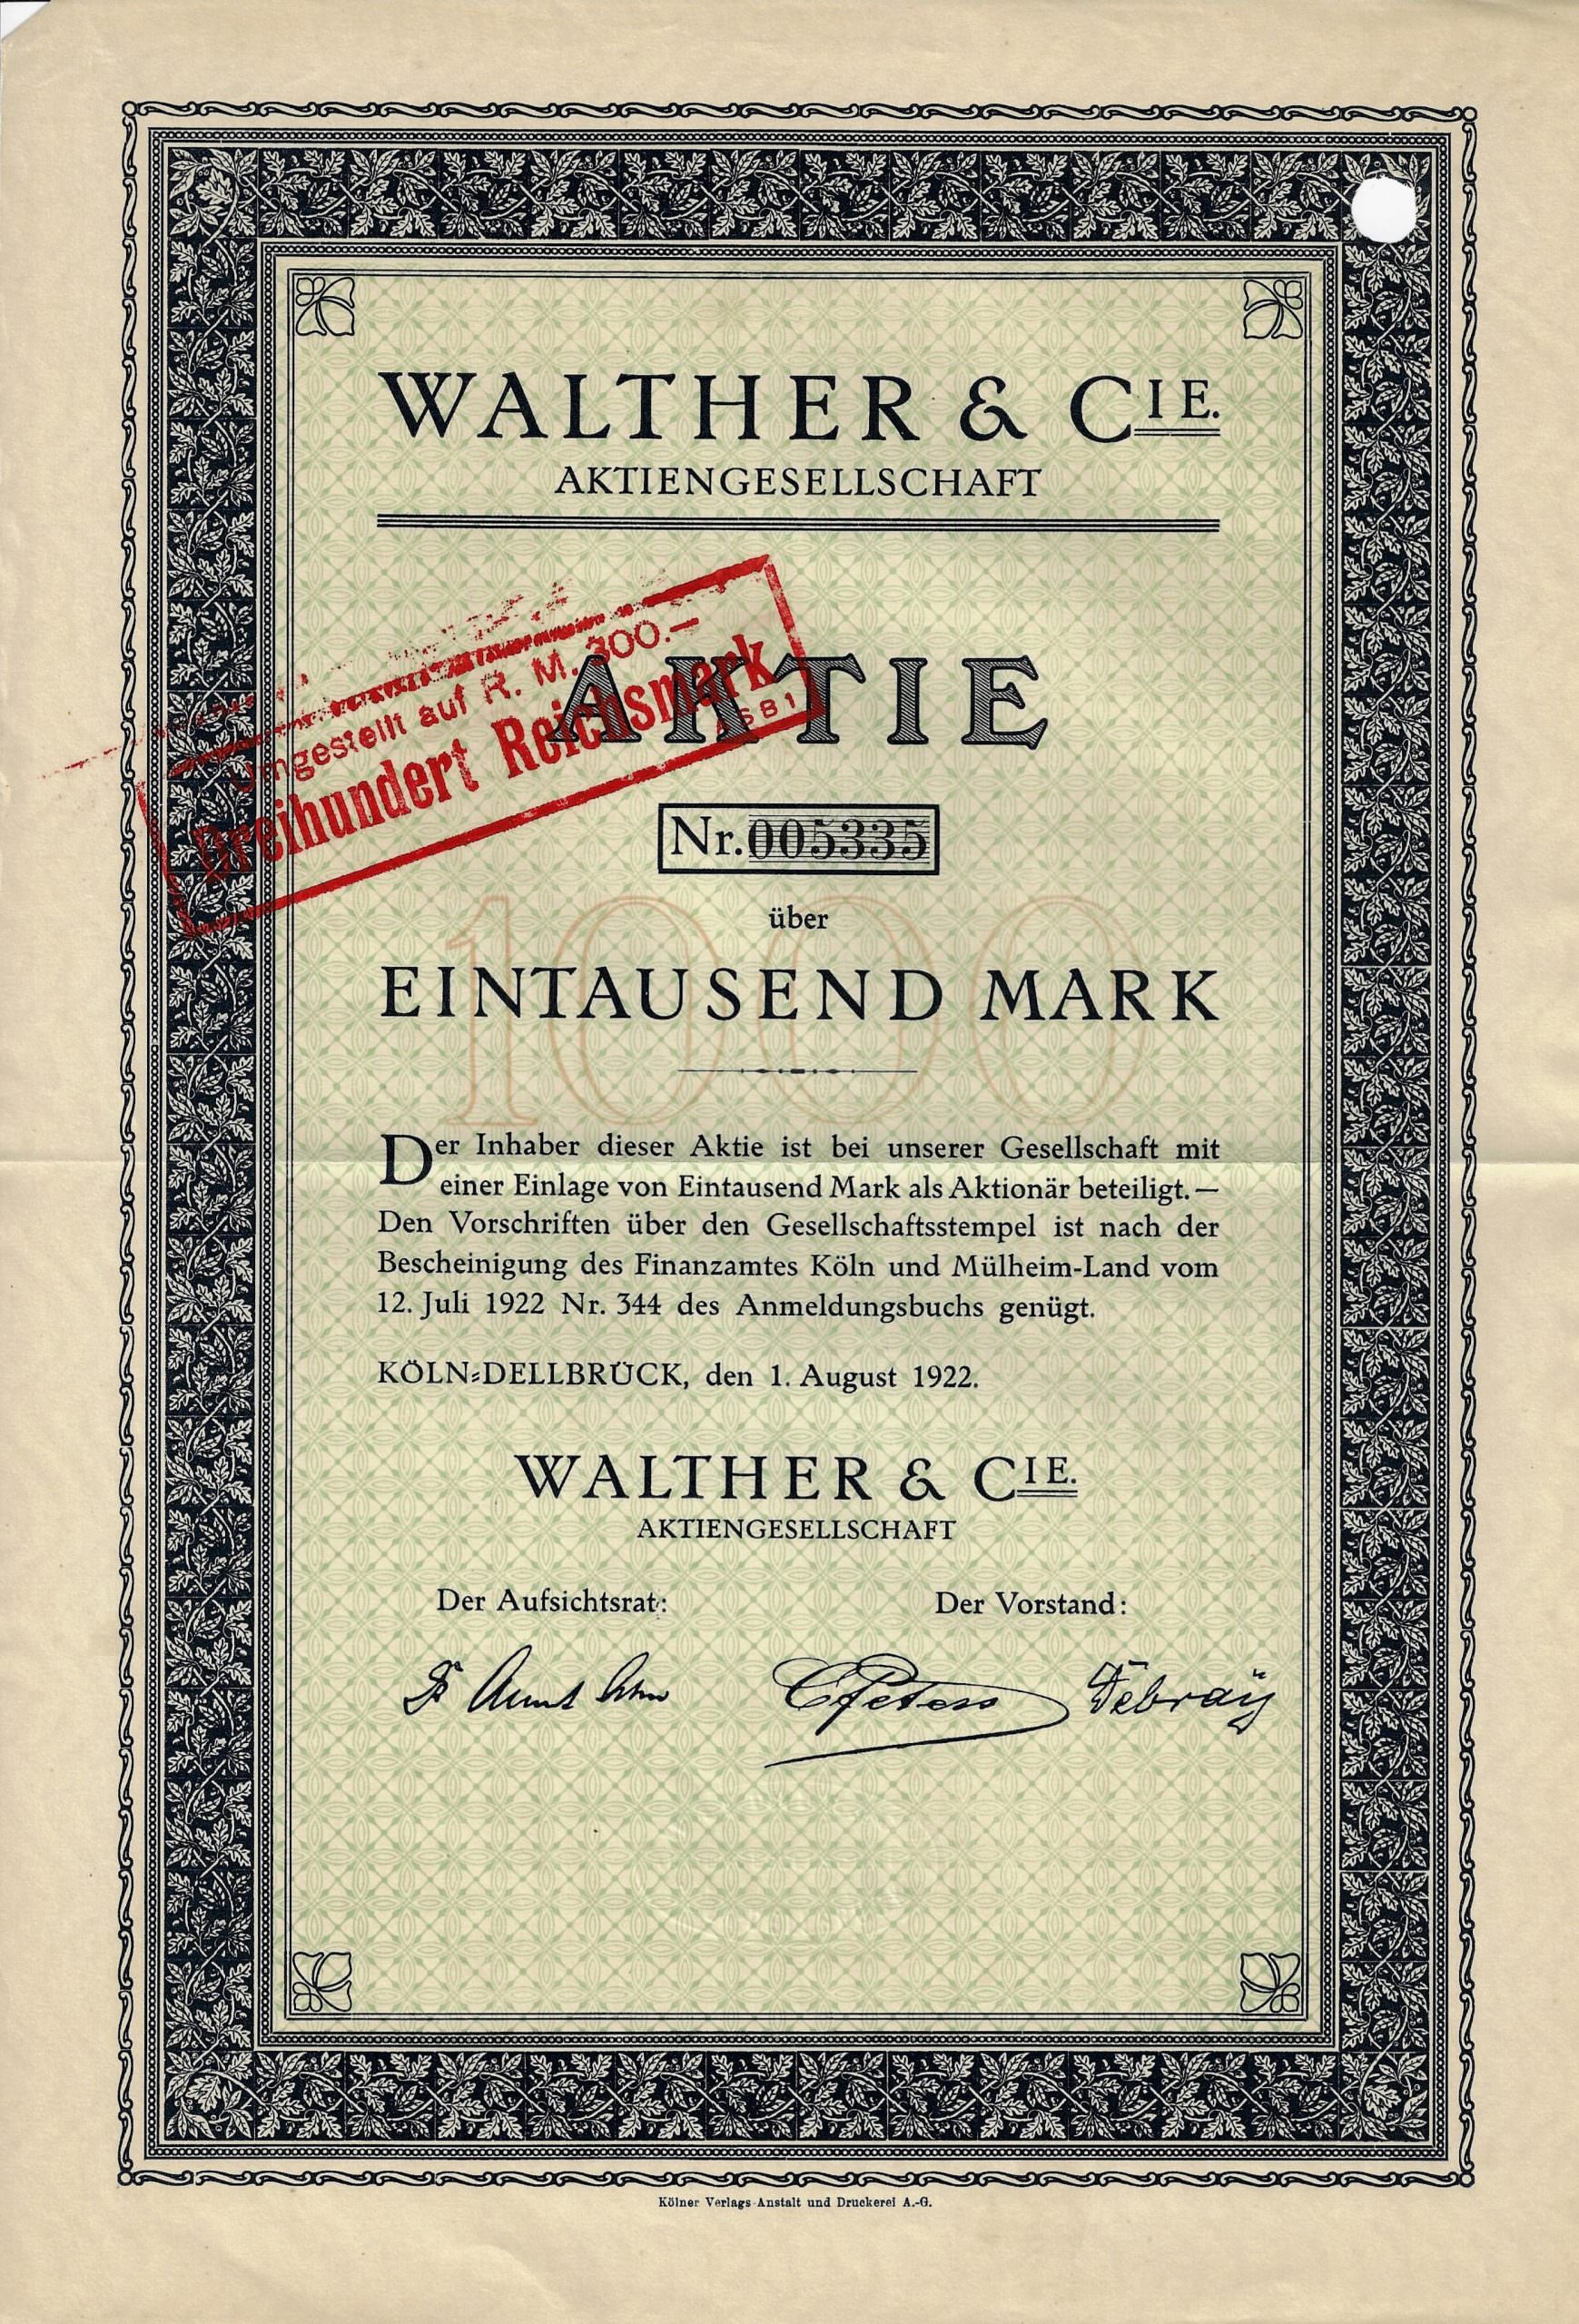 WALTHER & CIE.
AKTIENGESELLSCHAFT
Umgestellt auf R. M. 300.—
Dreihundert Reichsmark
AKTIE
Nr. 005335
über
1000
EINTAUSEND MARK
Der Inhaber dieser Aktie ist bei unserer Gesellschaft mit
einer Einlage von Eintausend Mark als Aktionär beteiligt. —
Den Vorschriften über den Gesellschaftsstempel ist nach der
Bescheinigung des Finanzamtes Köln und Mülheim-Land vom
12. Juli 1922 Nr. 344 des Anmeldungsbuchs genügt.
KÖLN-DELLBRÜCK, den 1. August 1922.
WALTHER & CIE.
AKTIENGESELLSCHAFT
Der Aufsichtsrat: Der Vorstand:
CPeters Debraÿ
Kölner Verlags-Anstalt und Druckerei A.-G.